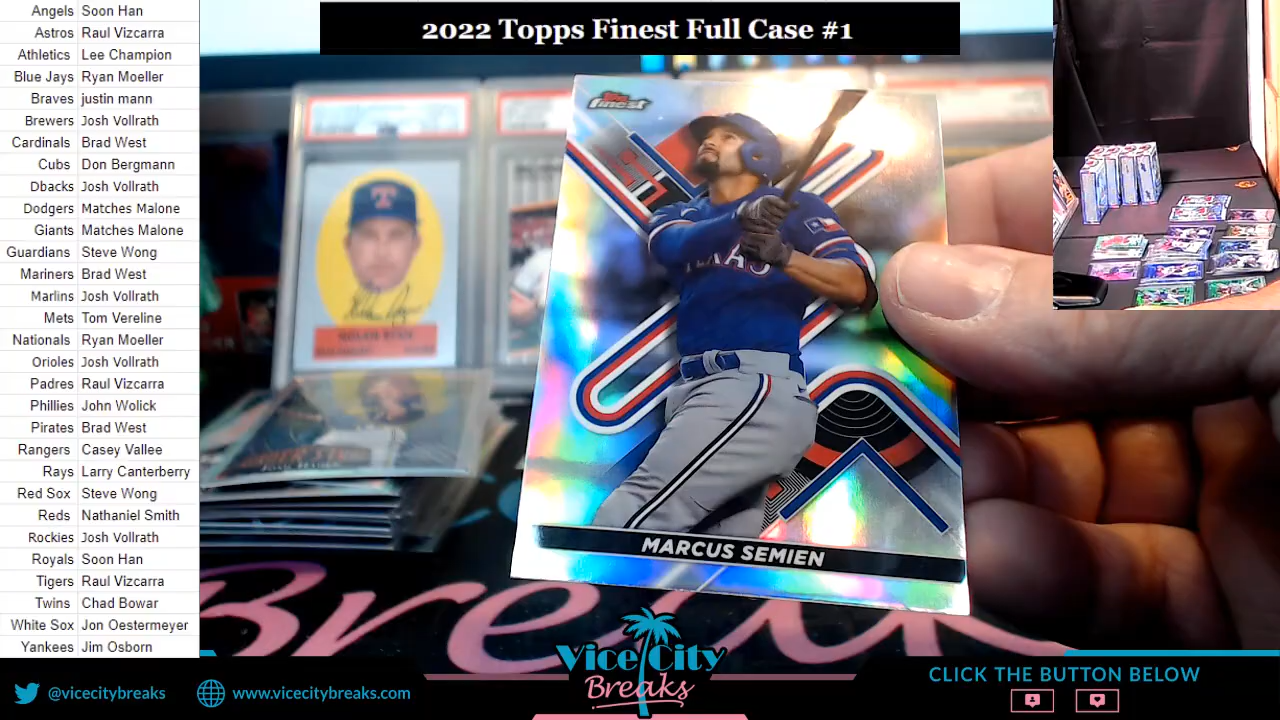 2022 Topps Finest Full Case #1
Angels Soon Han
Astros Raul Vizcarra
Athletics Lee Champion
Blue Jays Ryan Moeller
Braves justin mann
Brewers Josh Vollrath
Cardinals Brad West
Cubs Don Bergmann
Dbacks Josh Vollrath
Dodgers Matches Malone
Giants Matches Malone
Guardians Steve Wong
Mariners Brad West
Marlins Josh Vollrath
Mets Tom Vereline
Nationals Ryan Moeller
Orioles Josh Vollrath
Padres Raul Vizcarra
Phillies John Wolick
Pirates Brad West
Rangers Casey Vallee
Rays Larry Canterberry
Red Sox Steve Wong
Reds Nathaniel Smith
Rockies Josh Vollrath
Royals Soon Han
Tigers Raul Vizcarra
Twins Chad Bowar
White Sox Jon Oestermeyer
Yankees Jim Osborn
Topps
finest
TEXAS
MARCUS SEMIEN
T
Break
Vice City
Breaks
@vicecitybreaks
www.vicecitybreaks.com
CLICK THE BUTTON BELOW